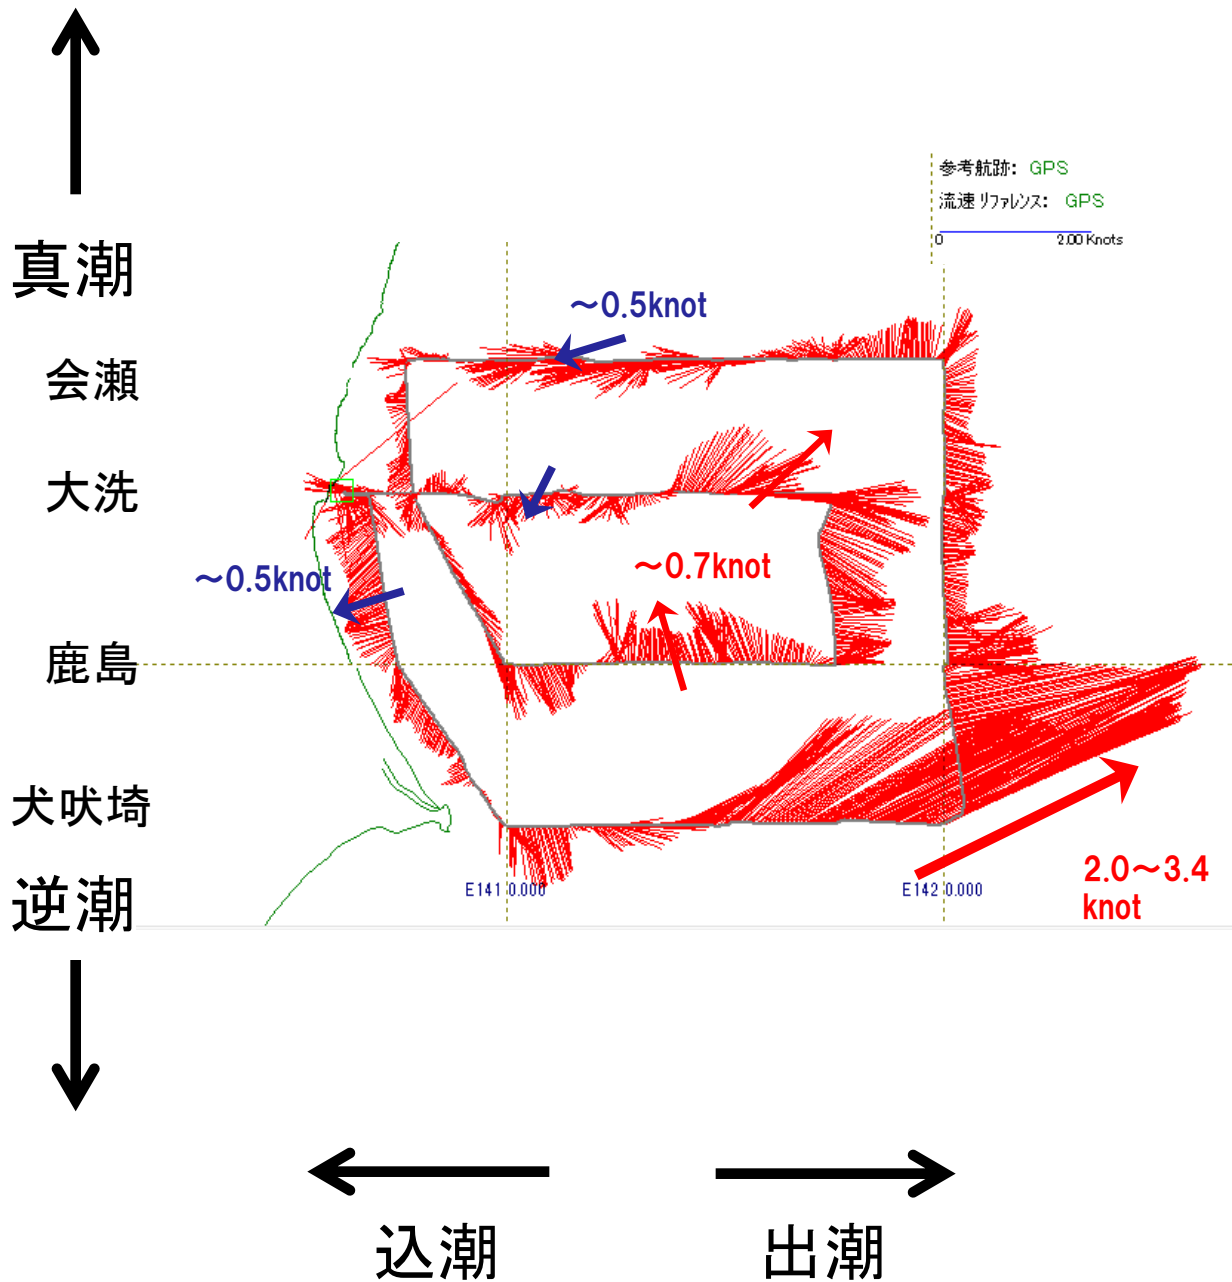 参考航跡: GPS
流速リファレンス: GPS
0 2.00 Knots
真潮
～0.5knot
会瀬
大洗
～0.7knot
～0.5knot
鹿島
犬吠埼
2.0～3.4
knot
E141 0.000
E142 0.000
逆潮
込潮
出潮